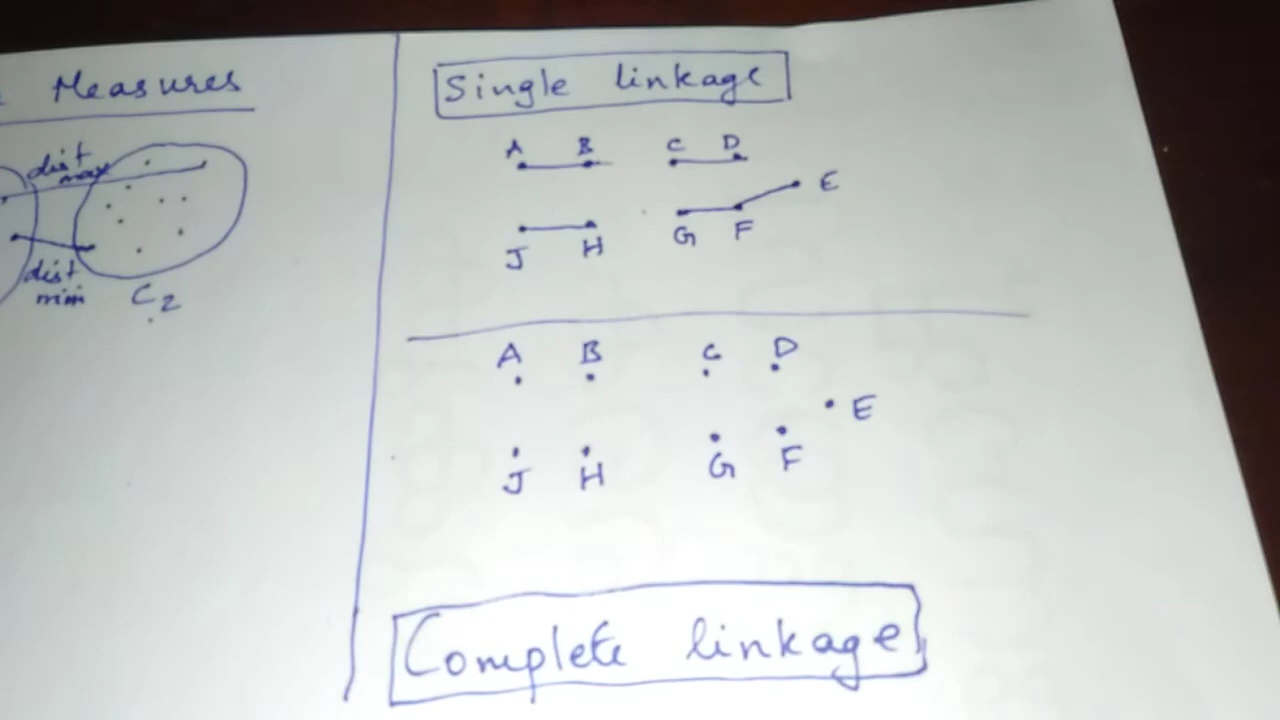 Measures
dist
max
dist
min
C2
Single linkage
A B C D
E
J H G F
A B C D
E
J H G F
Complete linkage